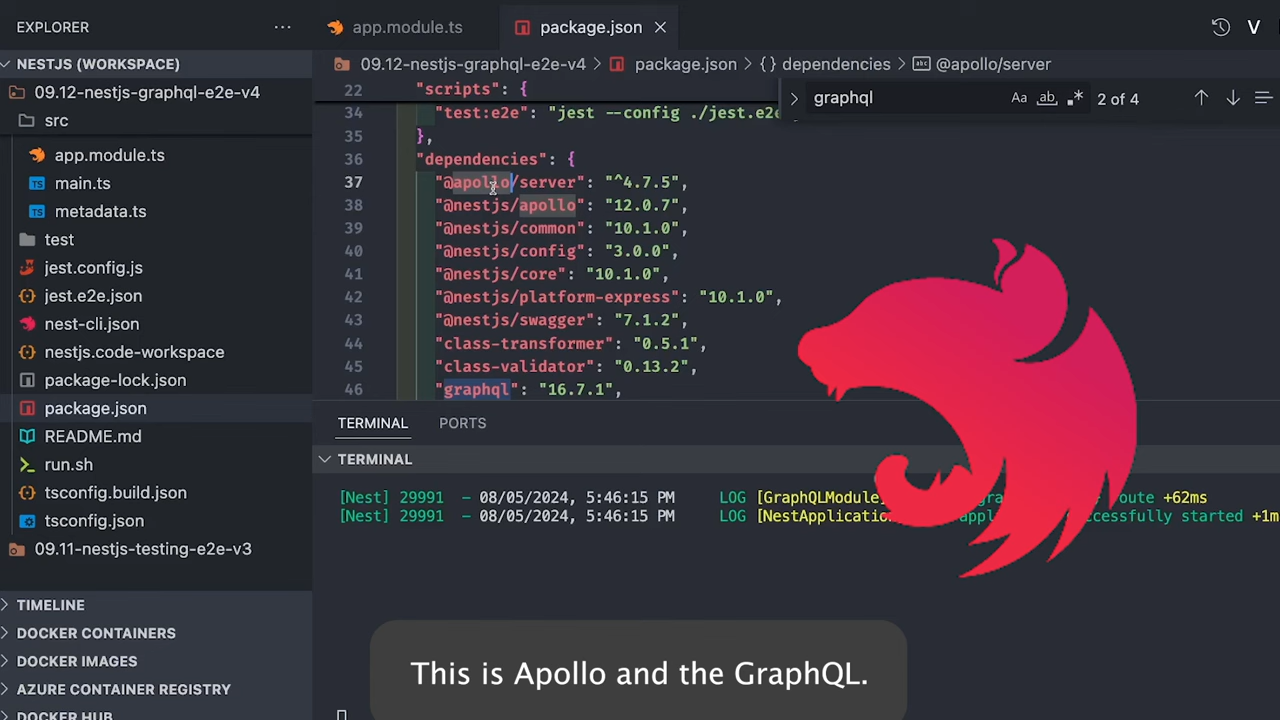 EXPLORER
···
app.module.ts
package.json
V
NESTJS (WORKSPACE)
09.12-nestjs-graphql-e2e-v4
src
app.module.ts
main.ts
metadata.ts
test
jest.config.js
jest.e2e.json
nest-cli.json
nestjs.code-workspace
package-lock.json
package.json
README.md
run.sh
tsconfig.build.json
tsconfig.json
09.11-nestjs-testing-e2e-v3
TIMELINE
DOCKER CONTAINERS
DOCKER IMAGES
AZURE CONTAINER REGISTRY
DOCKER HUB
09.12-nestjs-graphql-e2e-v4 > package.json > {} dependencies > abc @apollo/server
graphql
Aa
ab
2 of 4
22 "scripts": {
34 "test:e2e": "jest --config ./jest.e2e
35 },
36 "dependencies": {
37 "@apollo/server": "^4.7.5",
38 "@nestjs/apollo": "12.0.7",
39 "@nestjs/common": "10.1.0",
40 "@nestjs/config": "3.0.0",
41 "@nestjs/core": "10.1.0",
42 "@nestjs/platform-express": "10.1.0",
43 "@nestjs/swagger": "7.1.2",
44 "class-transformer": "0.5.1",
45 "class-validator": "0.13.2",
46 "graphql": "16.7.1",
TERMINAL
PORTS
TERMINAL
[Nest] 29991 - 08/05/2024, 5:46:15 PM LOG [GraphQLModule] +62ms
[Nest] 29991 - 08/05/2024, 5:46:15 PM LOG [NestApplication started +1m
This is Apollo and the GraphQL.